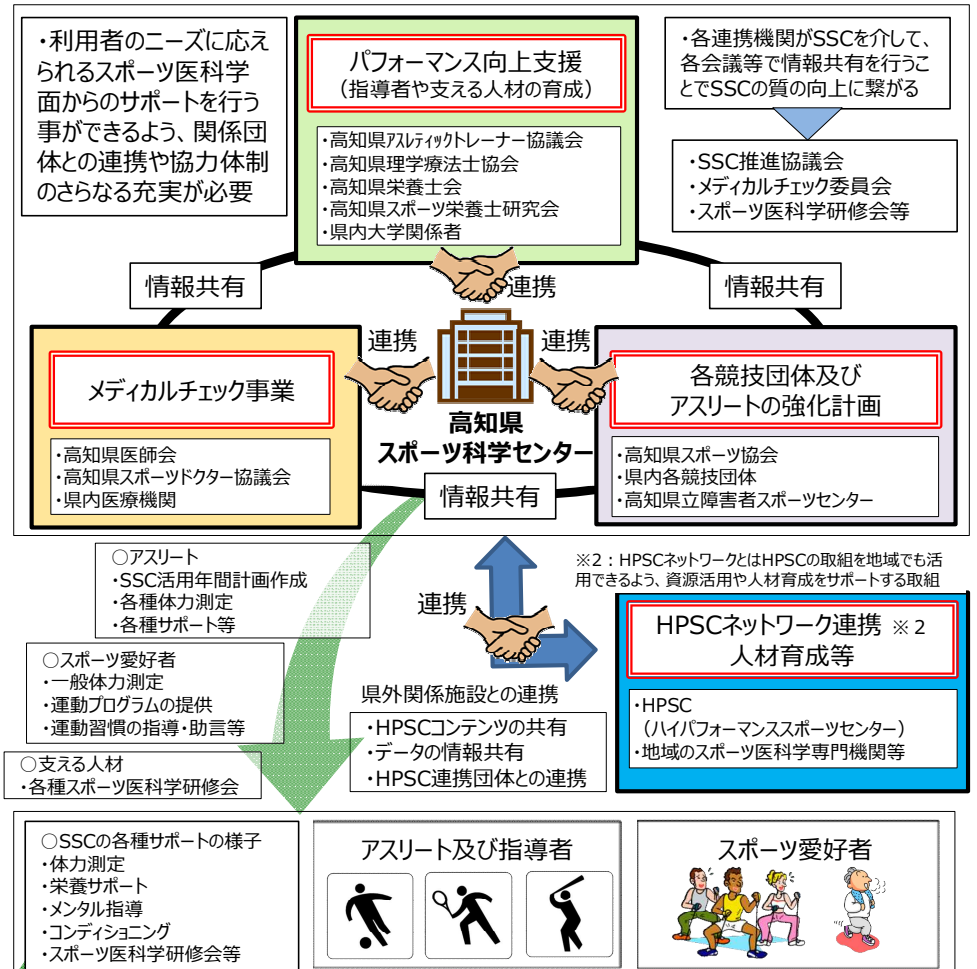 ・利用者のニーズに応え
られるスポーツ医科学
面からのサポートを行う
事ができるよう、関係団
体との連携や協力体制
のさらなる充実が必要
パフォーマンス向上支援
（指導者や支える人材の育成）
・高知県アスレティックトレーナー協議会
・高知県理学療法士協会
・高知県栄養士会
・高知県スポーツ栄養士研究会
・県内大学関係者
・各連携機関がSSCを介して、
各会議等で情報共有を行うこ
とでSSCの質の向上に繋がる
・SSC推進協議会
・メディカルチェック委員会
・スポーツ医科学研修会等
情報共有
連携
情報共有
連携
連携
メディカルチェック事業
・高知県医師会
・高知県スポーツドクター協議会
・県内医療機関
高知県
スポーツ科学センター
各競技団体及び
アスリートの強化計画
・高知県スポーツ協会
・県内各競技団体
・高知県立障害者スポーツセンター
情報共有
○アスリート
・SSC活用年間計画作成
・各種体力測定
・各種サポート等
○スポーツ愛好者
・一般体力測定
・運動プログラムの提供
・運動習慣の指導・助言等
○支える人材
・各種スポーツ医科学研修会
連携
県外関係施設との連携
・HPSCコンテンツの共有
・データの情報共有
・HPSC連携団体との連携
※2：HPSCネットワークとはHPSCの取組を地域でも活
用できるよう、資源活用や人材育成をサポートする取組
HPSCネットワーク連携 ※2
人材育成等
・HPSC
（ハイパフォーマンススポーツセンター）
・地域のスポーツ医科学専門機関等
○SSCの各種サポートの様子
・体力測定
・栄養サポート
・メンタル指導
・コンディショニング
・スポーツ医科学研修会等
アスリート及び指導者
スポーツ愛好者